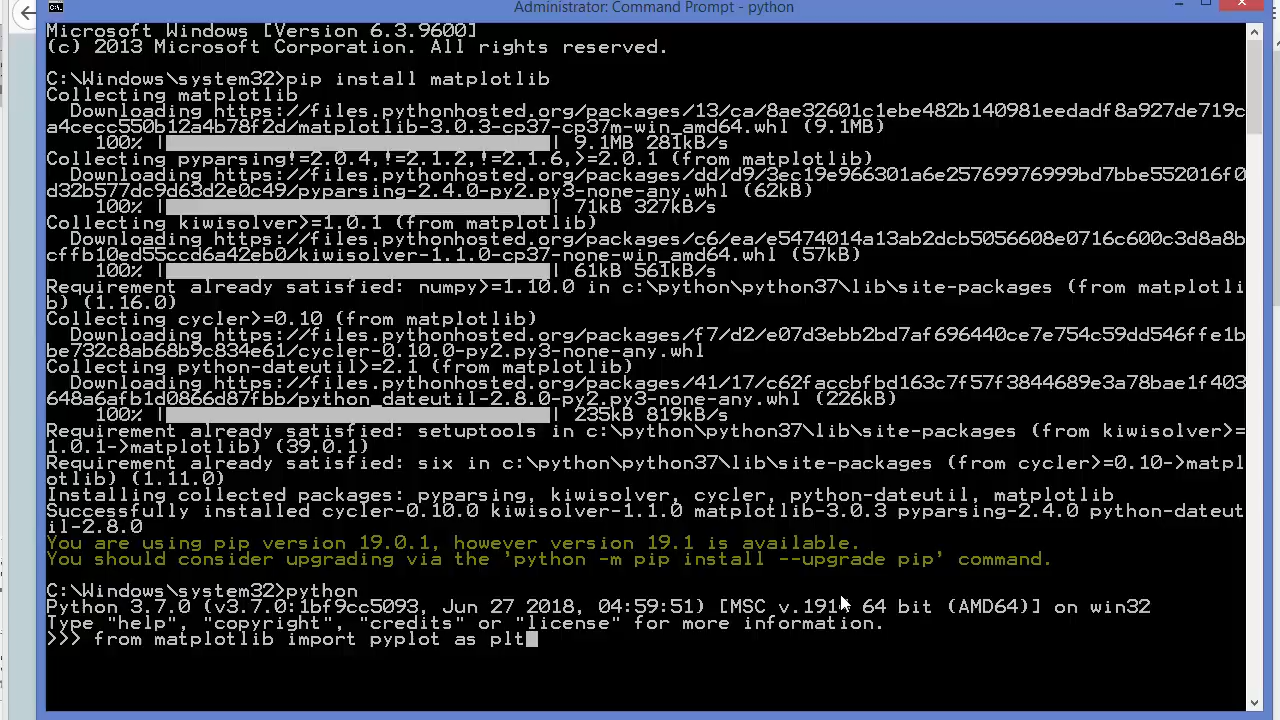 Administrator: Command Prompt - python
Microsoft Windows [Version 6.3.9600]
(c) 2013 Microsoft Corporation. All rights reserved.
C:\Windows\system32>pip install matplotlib
Collecting matplotlib
Downloading https://files.pythonhosted.org/packages/13/ca/8ae32601c1ebe482b140981eedadf8a927de719c
a4cecc550b12a4b78f2d/matplotlib-3.0.3-cp37-cp37m-win_amd64.whl (9.1MB)
100% | | 9.1MB 281kB/s
Collecting pyparsing!=2.0.4,!=2.1.2,!=2.1.6,>=2.0.1 (from matplotlib)
Downloading https://files.pythonhosted.org/packages/dd/d9/3ec19e966301a6e25769976999bd7bbe552016f0
d32b577dc9d63d2e0c49/pyparsing-2.4.0-py2.py3-none-any.whl (62kB)
100% | | 71kB 327kB/s
Collecting kiwisolver>=1.0.1 (from matplotlib)
Downloading https://files.pythonhosted.org/packages/c6/ea/e5474014a13ab2dcb5056608e0716c600c3d8a8b
cffb10ed55ccd6a42eb0/kiwisolver-1.1.0-cp37-none-win_amd64.whl (57kB)
100% | | 61kB 561kB/s
Requirement already satisfied: numpy>=1.10.0 in c:\python\python37\lib\site-packages (from matplotli
b) (1.16.0)
Collecting cycler>=0.10 (from matplotlib)
Downloading https://files.pythonhosted.org/packages/f7/d2/e07d3ebb2bd7af696440ce7e754c59dd546ffe1b
be732c8ab68b9c834e61/cycler-0.10.0-py2.py3-none-any.whl
Collecting python-dateutil>=2.1 (from matplotlib)
Downloading https://files.pythonhosted.org/packages/41/17/c62faccbfbd163c7f57f3844689e3a78bae1f403
648a6afb1d0866d87fbb/python_dateutil-2.8.0-py2.py3-none-any.whl (226kB)
100% | | 235kB 819kB/s
Requirement already satisfied: setuptools in c:\python\python37\lib\site-packages (from kiwisolver>=
1.0.1->matplotlib) (39.0.1)
Requirement already satisfied: six in c:\python\python37\lib\site-packages (from cycler>=0.10->matpl
otlib) (1.11.0)
Installing collected packages: pyparsing, kiwisolver, cycler, python-dateutil, matplotlib
Successfully installed cycler-0.10.0 kiwisolver-1.1.0 matplotlib-3.0.3 pyparsing-2.4.0 python-dateut
il-2.8.0
You are using pip version 19.0.1, however version 19.1 is available.
You should consider upgrading via the 'python -m pip install --upgrade pip' command.
C:\Windows\system32>python
Python 3.7.0 (v3.7.0:1bf9cc5093, Jun 27 2018, 04:59:51) [MSC v.191 64 bit (AMD64)] on win32
Type "help", "copyright", "credits" or "license" for more information.
>>> from matplotlib import pyplot as plt